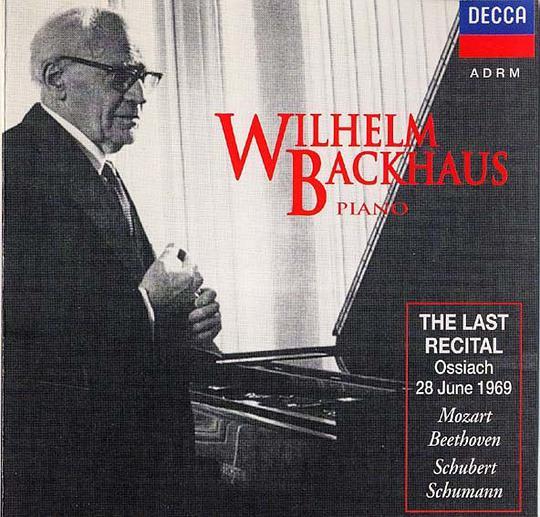 DECCA
ADRM
WILHELM
BACKHAUS
PIANO
THE LAST
RECITAL
Ossiach
28 June 1969
Mozart
Beethoven
Schubert
Schumann